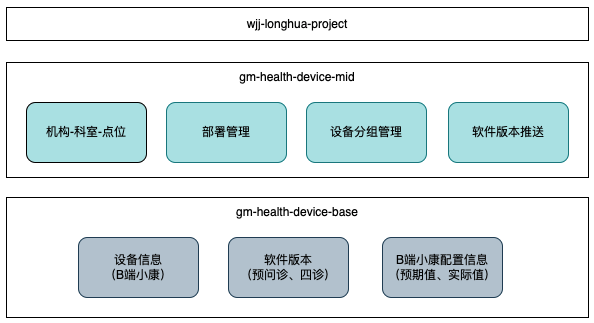 wjj-longhua-project
gm-health-device-mid
机构-科室-点位
部署管理
设备分组管理
软件版本推送
gm-health-device-base
设备信息
（B端小康）
软件版本
（预问诊、四诊）
B端小康配置信息
（预期值、实际值）